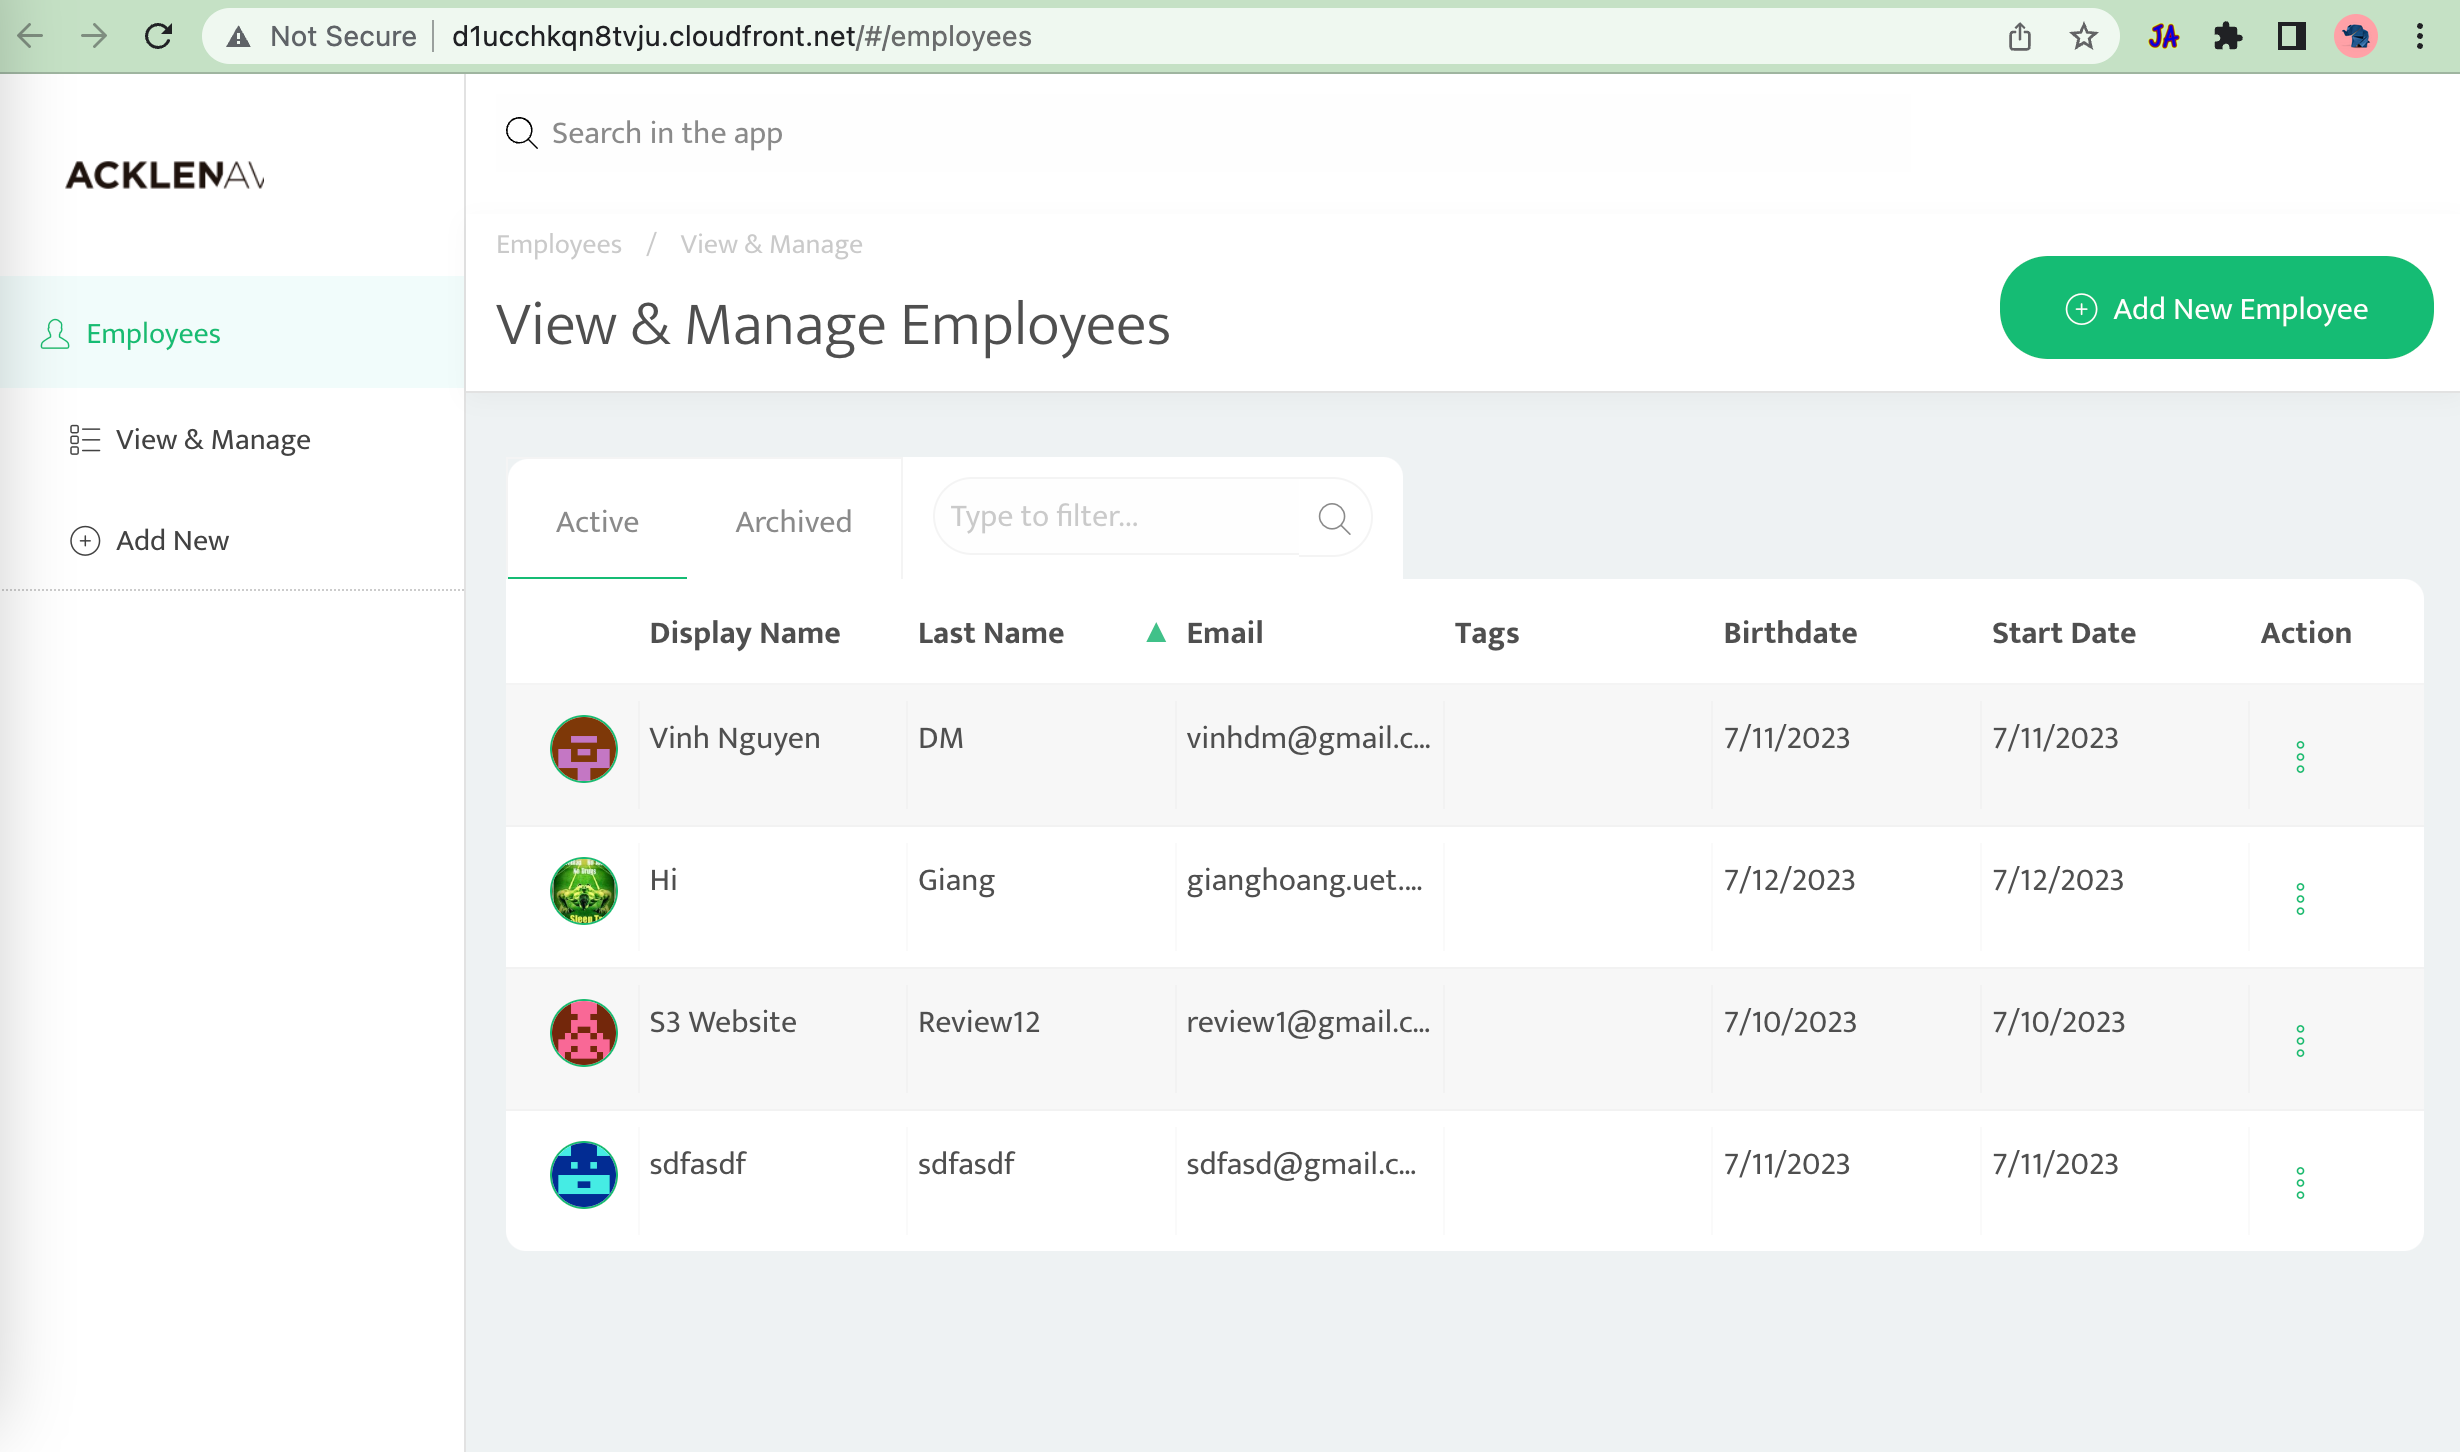 Not Secure d1ucchkqn8tvju.cloudfront.net/#/employees JA
Search in the app
ACKLENAV
Employees / View & Manage
View & Manage Employees
Add New Employee
Employees
View & Manage
Add New
Active Archived Type to filter...
Display Name Last Name Email Tags Birthdate Start Date Action
Vinh Nguyen DM vinhdm@gmail.c... 7/11/2023 7/11/2023
Hi Giang gianghoang.uet.... 7/12/2023 7/12/2023
S3 Website Review12 review1@gmail.c... 7/10/2023 7/10/2023
sdfasdf sdfasdf sdfasd@gmail.c... 7/11/2023 7/11/2023